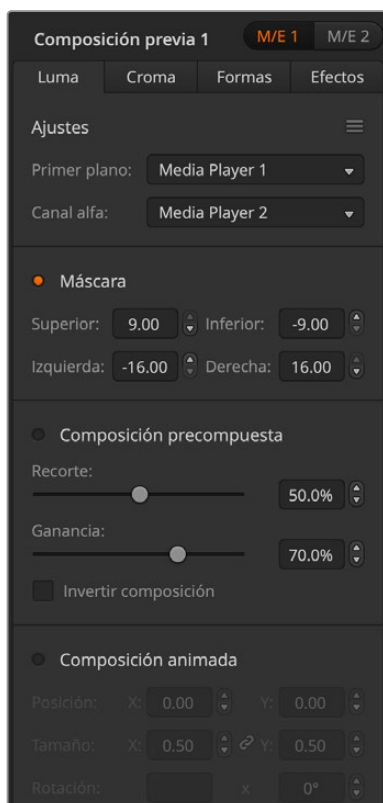 Composición previa 1 M/E 1 M/E 2
Luma Croma Formas Efectos
Ajustes
Primer plano: Media Player 1
Canal alfa: Media Player 2
Máscara
Superior: 9.00 Inferior: -9.00
Izquierda: -16.00 Derecha: 16.00
Composición precompuesta
Recorte:
50.0%
Ganancia:
70.0%
Invertir composición
Composición animada
Posición: X: 0.00 Y: 0.00
Tamaño: X: 0.50 Y: 0.50
Rotación: x 0°